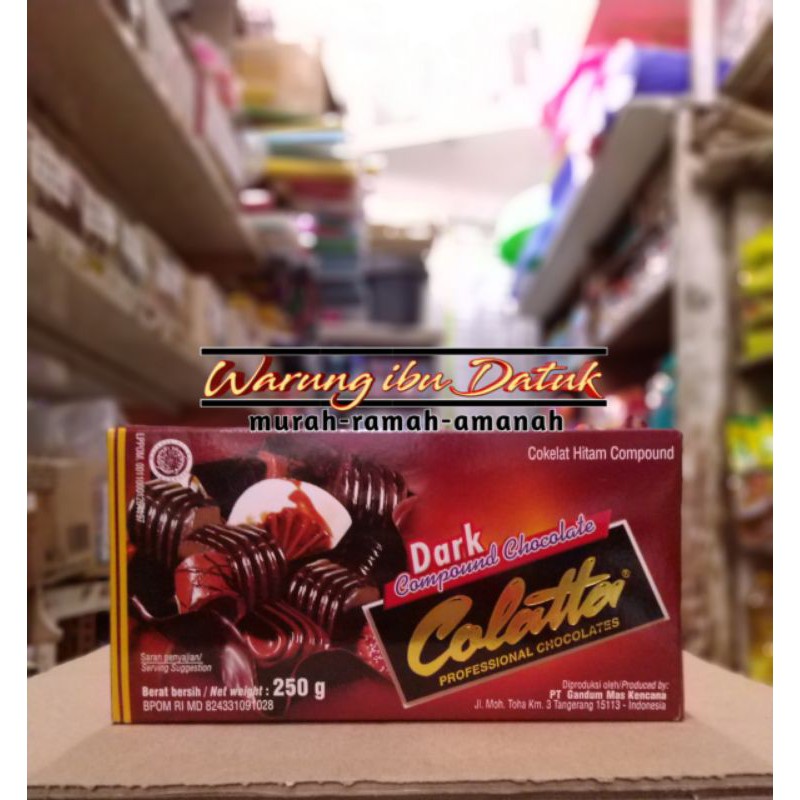 Warung ibu Datuk
murah-ramah-amanah
Cokelat Hitam Compound
Dark
Compound Chocolate
Colatta®
PROFESSIONAL CHOCOLATES
Saran penyajian/
Serving Suggestion
Berat bersih / Net weight : 250 g
BPOM RI MD 824331091028
Diproduksi oleh/Produced by:
PT Gandum Mas Kencana
Jl. Moh. Toha Km. 3 Tangerang 15113 - Indonesia